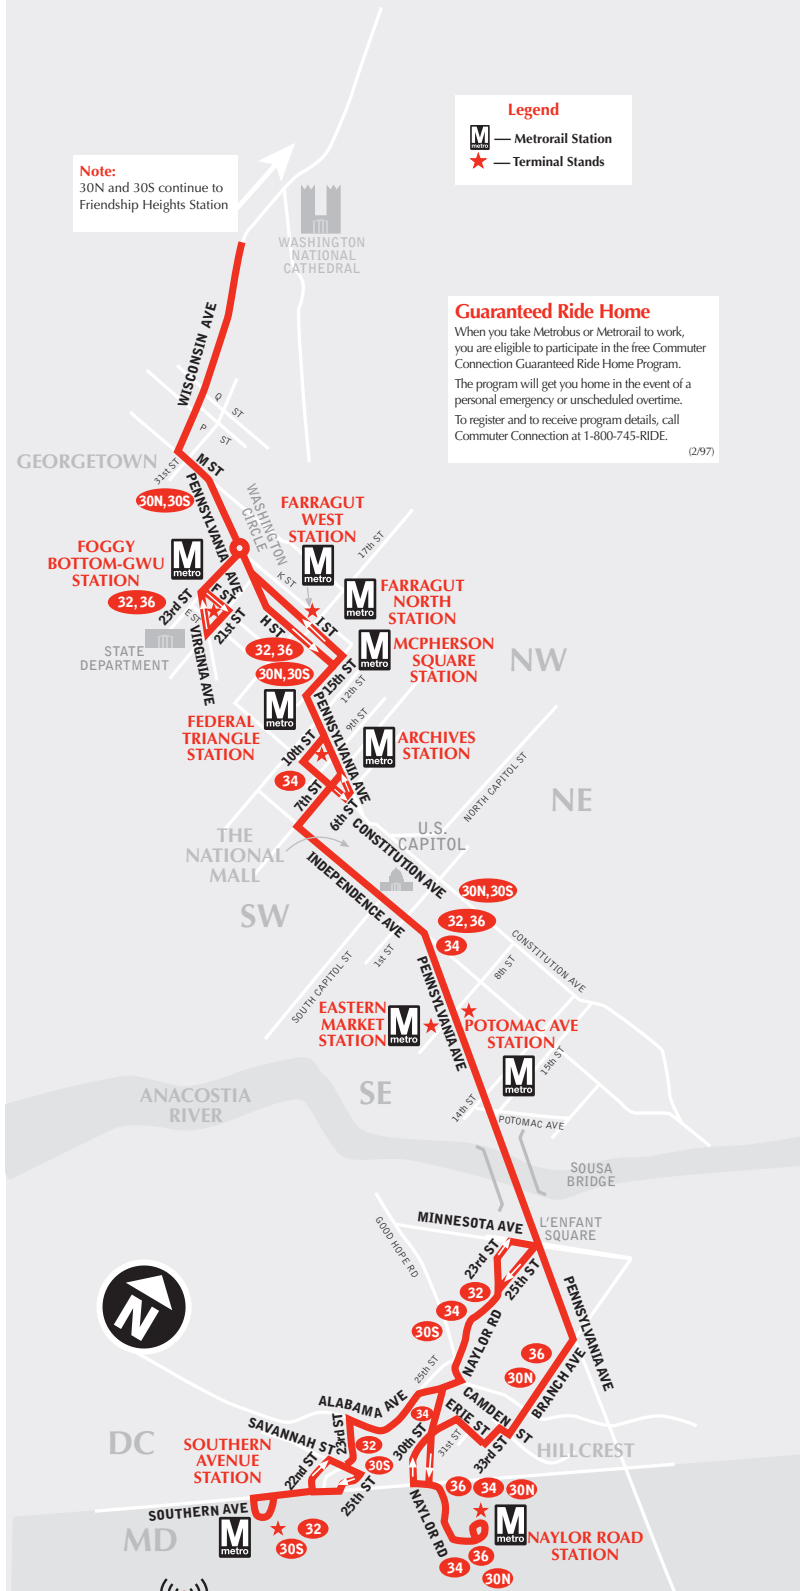 Legend
M metro — Metrorail Station
★ — Terminal Stands
Note:
30N and 30S continue to
Friendship Heights Station
WASHINGTON
NATIONAL
CATHEDRAL
Guaranteed Ride Home
When you take Metrobus or Metrorail to work,
you are eligible to participate in the free Commuter
Connection Guaranteed Ride Home Program.
The program will get you home in the event of a
personal emergency or unscheduled overtime.
To register and to receive program details, call
Commuter Connection at 1-800-745-RIDE.
(2/97)
WISCONSIN AVE
Q ST
P ST
GEORGETOWN
31st ST
M ST
30N,30S
PENNSYLVANIA AVE
WASHINGTON
CIRCLE
FARRAGUT
WEST
STATION
M metro
17th ST
K ST
FOGGY
BOTTOM-GWU
STATION
M metro
32,36
23rd ST
E ST
E ST
21st ST
VIRGINIA AVE
STATE
DEPARTMENT
H ST
I ST
M metro
FARRAGUT
NORTH
STATION
M metro
MCPHERSON
SQUARE
STATION
NW
32,36
30N,30S
15th ST
12th ST
9th ST
PENNSYLVANIA AVE
M metro
FEDERAL
TRIANGLE
STATION
10th ST
M metro
ARCHIVES
STATION
34
7th ST
6th ST
NORTH CAPITOL ST
NE
THE
NATIONAL
MALL
U.S.
CAPITOL
CONSTITUTION AVE
INDEPENDENCE AVE
30N,30S
32,36
34
SW
SOUTH CAPITOL ST
1st ST
8th ST
CONSTITUTION AVE
PENNSYLVANIA AVE
EASTERN
MARKET
STATION
M metro
POTOMAC AVE
STATION
M metro
15th ST
14th ST
POTOMAC AVE
SE
ANACOSTIA
RIVER
SOUSA
BRIDGE
MINNESOTA AVE
L'ENFANT
SQUARE
GOOD HOPE RD
23rd ST
25th ST
32
34
30S
NAYLOR RD
PENNSYLVANIA AVE
36
30N
BRANCH AVE
N
25th ST
ALABAMA AVE
CAMDEN ST
ERIE ST
34
30th ST
31st ST
33rd ST
HILLCREST
SAVANNAH ST
23rd ST
32
30S
DC
SOUTHERN
AVENUE
STATION
22nd ST
25th ST
36
34
30N
SOUTHERN AVE
MD
M metro
32
30S
NAYLOR RD
M metro
NAYLOR ROAD
STATION
36
34
30N